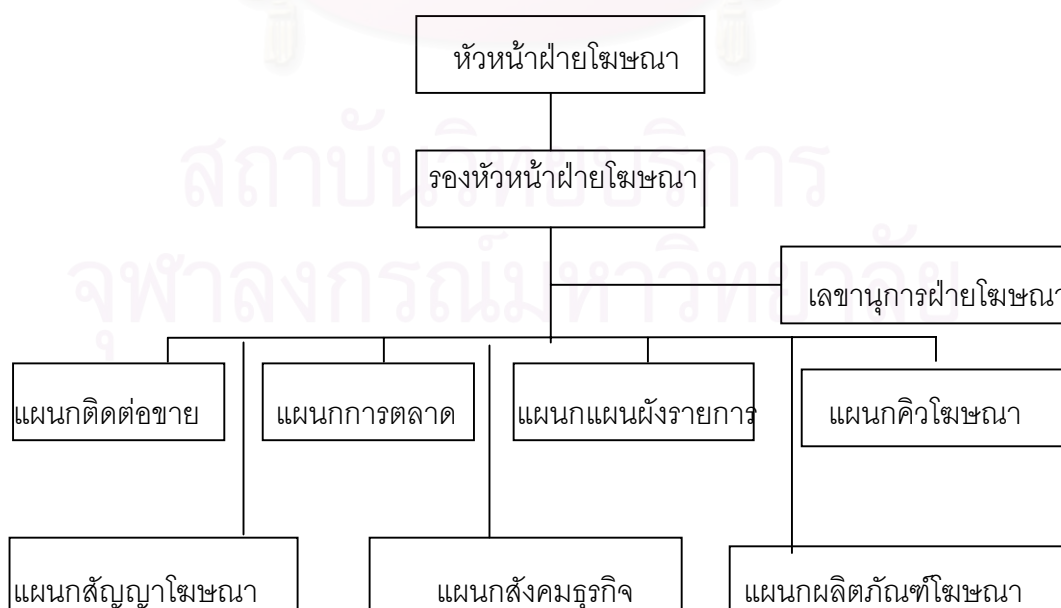 หัวหน้าฝ่ายโฆษณา
รองหัวหน้าฝ่ายโฆษณา
เลขานุการฝ่ายโฆษณา
แผนกติดต่อขาย
แผนกการตลาด
แผนกแผนผังรายการ
แผนกคิวโฆษณา
แผนกสัญญาโฆษณา
แผนกสังคมธุรกิจ
แผนกผลิตภัณฑ์โฆษณา
สถาบันวิทยบริการ
จุฬาลงกรณ์มหาวิทยาลัย